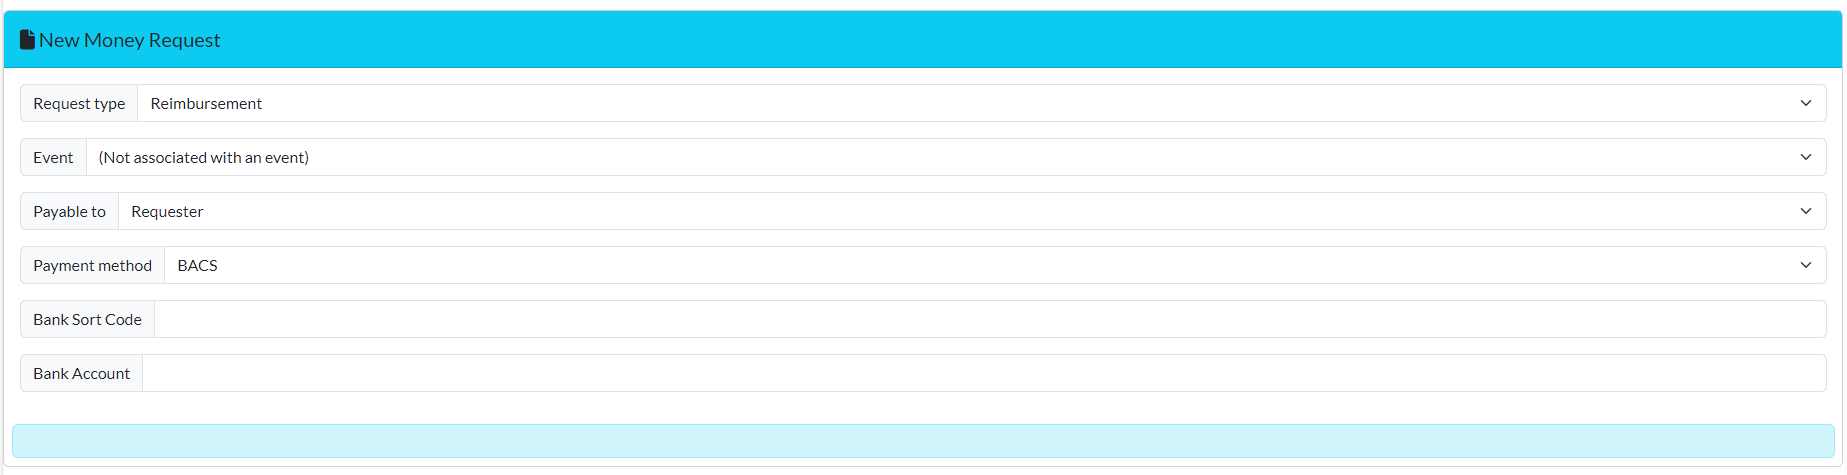 New Money Request
Request type Reimbursement
Event (Not associated with an event)
Payable to Requester
Payment method BACS
Bank Sort Code
Bank Account